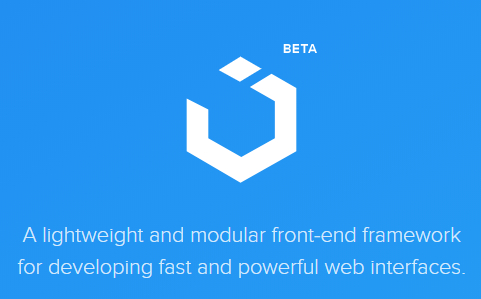 BETA
A lightweight and modular front-end framework
for developing fast and powerful web interfaces.